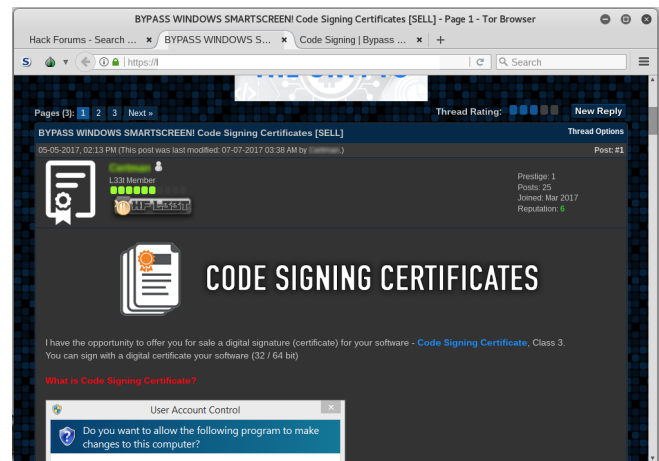 BYPASS WINDOWS SMARTSCREEN! Code Signing Certificates [SELL] - Page 1 - Tor Browser
Hack Forums - Search ... × BYPASS WINDOWS S... × Code Signing | Bypass ... × +
S https:// Search
Pages (3): 1 2 3 Next »
Thread Rating: New Reply
BYPASS WINDOWS SMARTSCREEN! Code Signing Certificates [SELL] Thread Options
05-05-2017, 02:13 PM (This post was last modified: 07-07-2017 03:38 AM by .) Post: #1
L33t Member
Prestige: 1
Posts: 25
Joined: Mar 2017
Reputation: 6
CODE SIGNING CERTIFICATES
I have the opportunity to offer you for sale a digital signature (certificate) for your software - Code Signing Certificate, Class 3.
You can sign with a digital certificate your software (32 / 64 bit)
What is Code Signing Certificate?
User Account Control ×
Do you want to allow the following program to make
changes to this computer?